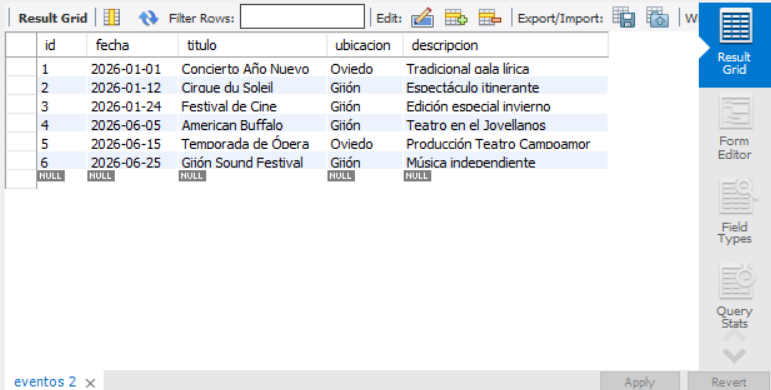 Result Grid Filter Rows: Edit: Export/Import: W
id fecha titulo ubicacion descripcion
1 2026-01-01 Concierto Año Nuevo Oviedo Tradicional gala lírica
2 2026-01-12 Cirque du Soleil Gijón Espectáculo itinerante
3 2026-01-24 Festival de Cine Gijón Edición especial invierno
4 2026-06-05 American Buffalo Gijón Teatro en el Jovellanos
5 2026-06-15 Temporada de Ópera Oviedo Producción Teatro Campoamor
6 2026-06-25 Gijón Sound Festival Gijón Música independiente
NULL NULL NULL NULL NULL
Result
Grid
Form
Editor
Field
Types
Query
Stats
eventos 2
Apply Revert